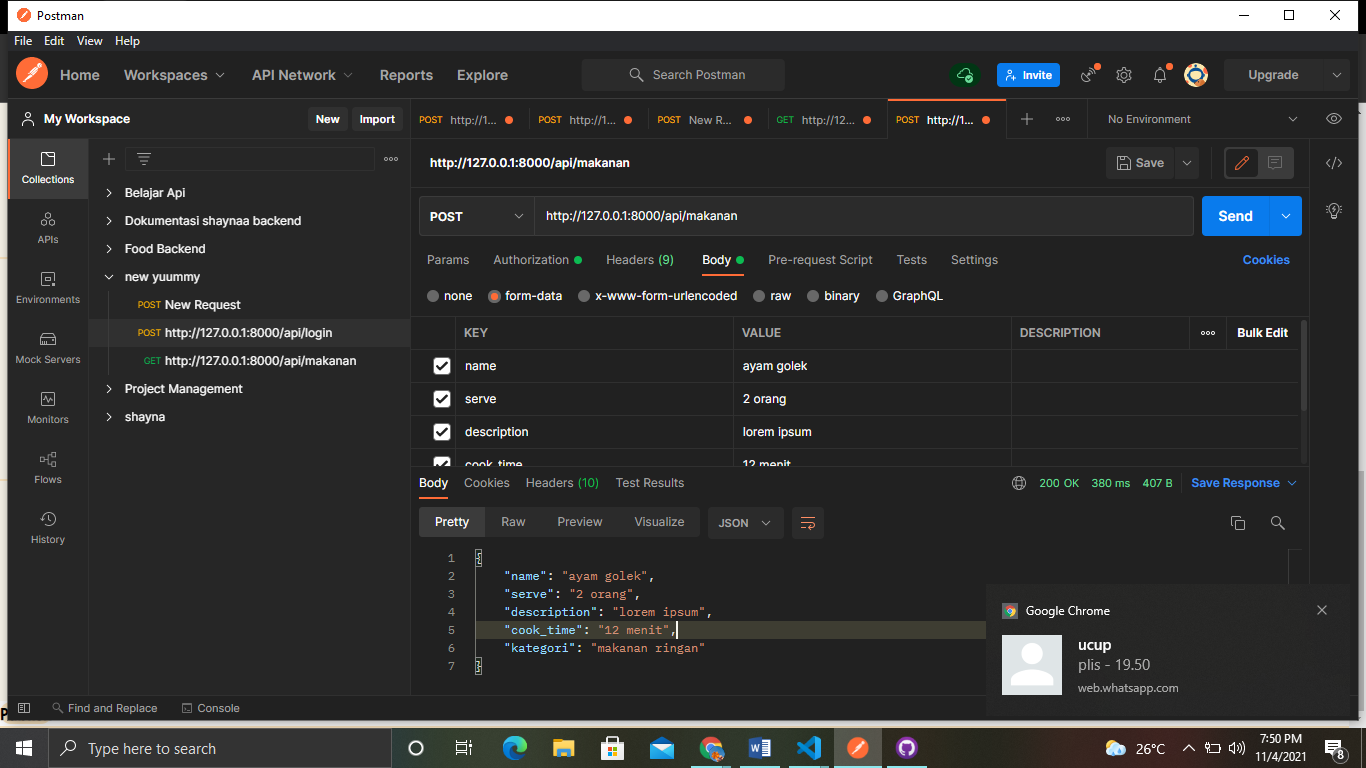 Postman
File Edit View Help
Home Workspaces API Network Reports Explore Search Postman Invite Upgrade
My Workspace New Import POST http://1... POST http://1... POST New R... GET http://12... POST http://1... No Environment
http://127.0.0.1:8000/api/makanan Save
Collections
APIs
Environments
Mock Servers
Monitors
Flows
History
Belajar Api
Dokumentasi shaynaa backend
Food Backend
new yuummy
POST New Request
POST http://127.0.0.1:8000/api/login
GET http://127.0.0.1:8000/api/makanan
Project Management
shayna
POST http://127.0.0.1:8000/api/makanan Send
Params Authorization Headers (9) Body Pre-request Script Tests Settings Cookies
none form-data x-www-form-urlencoded raw binary GraphQL
KEY VALUE DESCRIPTION Bulk Edit
name ayam golek
serve 2 orang
description lorem ipsum
cook_time 12 menit
Body Cookies Headers (10) Test Results 200 OK 380 ms 407 B Save Response
Pretty Raw Preview Visualize JSON
1 {
2 "name": "ayam golek",
3 "serve": "2 orang",
4 "description": "lorem ipsum",
5 "cook_time": "12 menit",
6 "kategori": "makanan ringan"
7 }
Google Chrome
ucup
plis - 19.50
web.whatsapp.com
Find and Replace Console
Type here to search
26°C
7:50 PM
11/4/2021
8